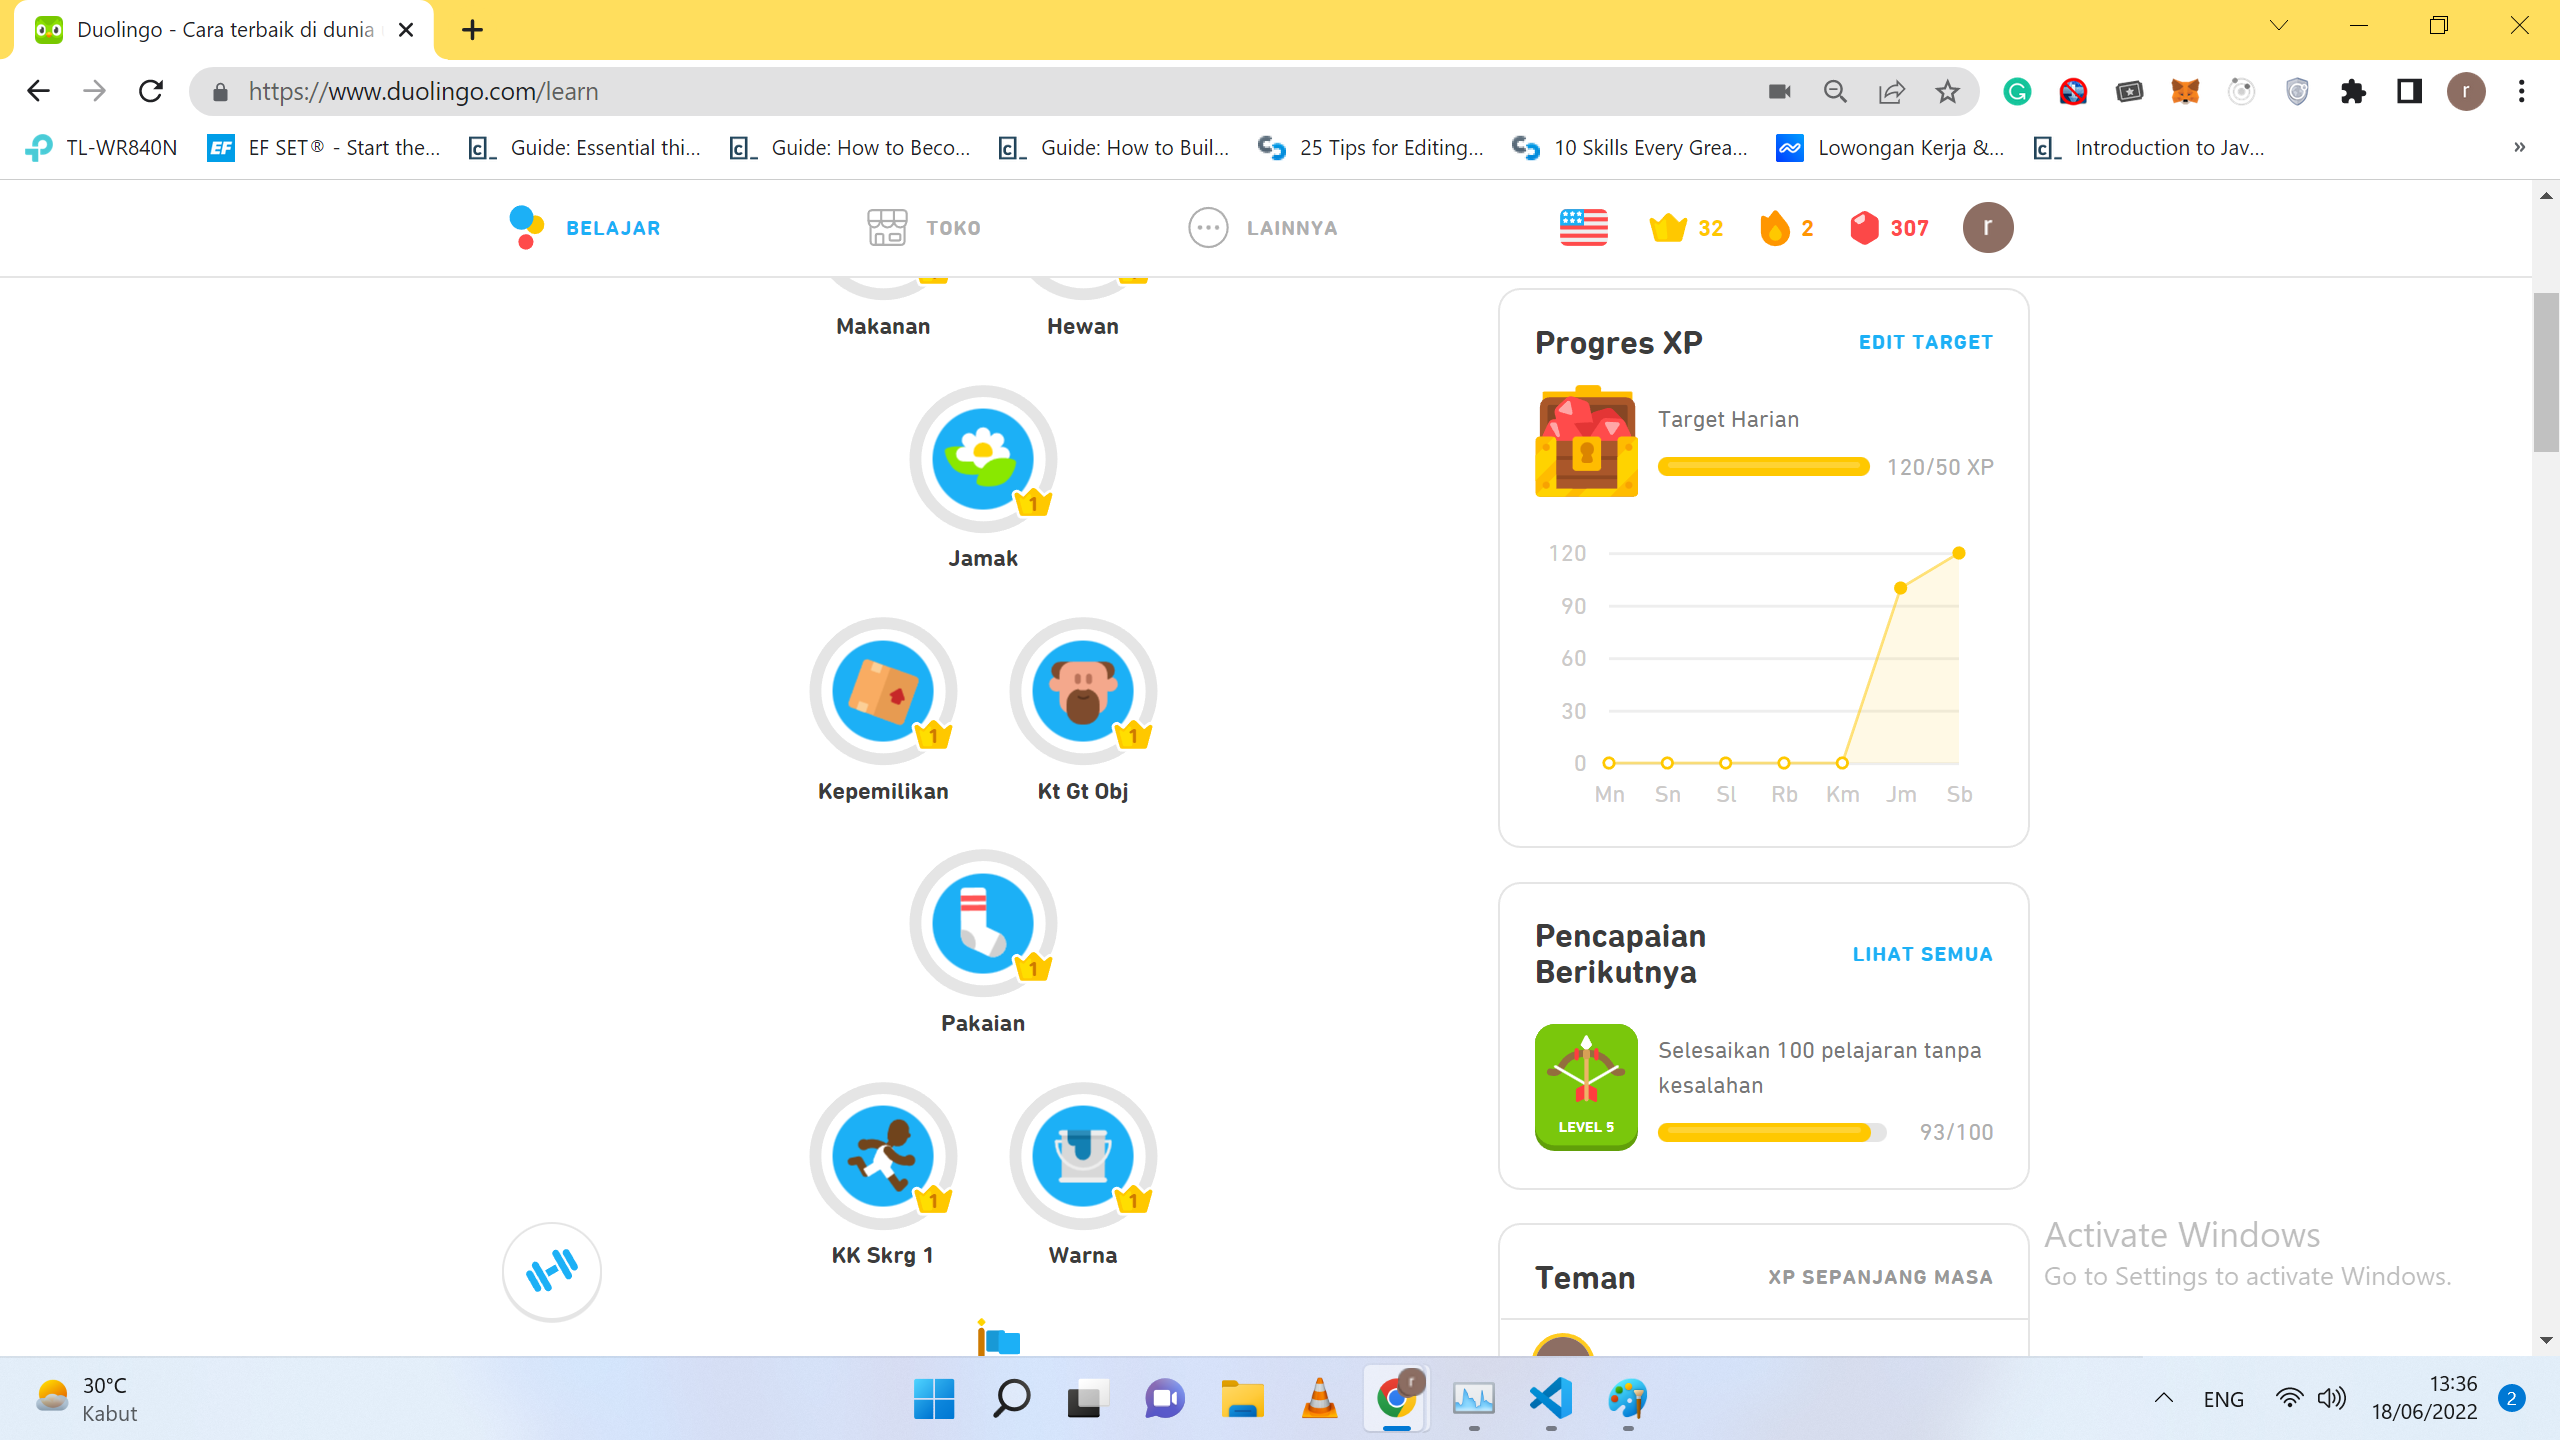 Duolingo - Cara terbaik di dunia
https://www.duolingo.com/learn
r
TL-WR840N
EF SET® - Start the...
Guide: Essential thi...
Guide: How to Beco...
Guide: How to Buil...
25 Tips for Editing...
10 Skills Every Grea...
Lowongan Kerja &...
Introduction to Jav...
»
BELAJAR
TOKO
LAINNYA
32
2
307
r
Makanan
Hewan
1
Jamak
1
Kepemilikan
1
Kt Gt Obj
1
Pakaian
1
KK Skrg 1
1
Warna
Progres XP
EDIT TARGET
Target Harian
120/50 XP
120
90
60
30
0
Mn Sn Sl Rb Km Jm Sb
Pencapaian
Berikutnya
LIHAT SEMUA
LEVEL 5
Selesaikan 100 pelajaran tanpa
kesalahan
93/100
Teman
XP SEPANJANG MASA
Activate Windows
Go to Settings to activate Windows.
30°C
Kabut
r
ENG
13:36
18/06/2022
2